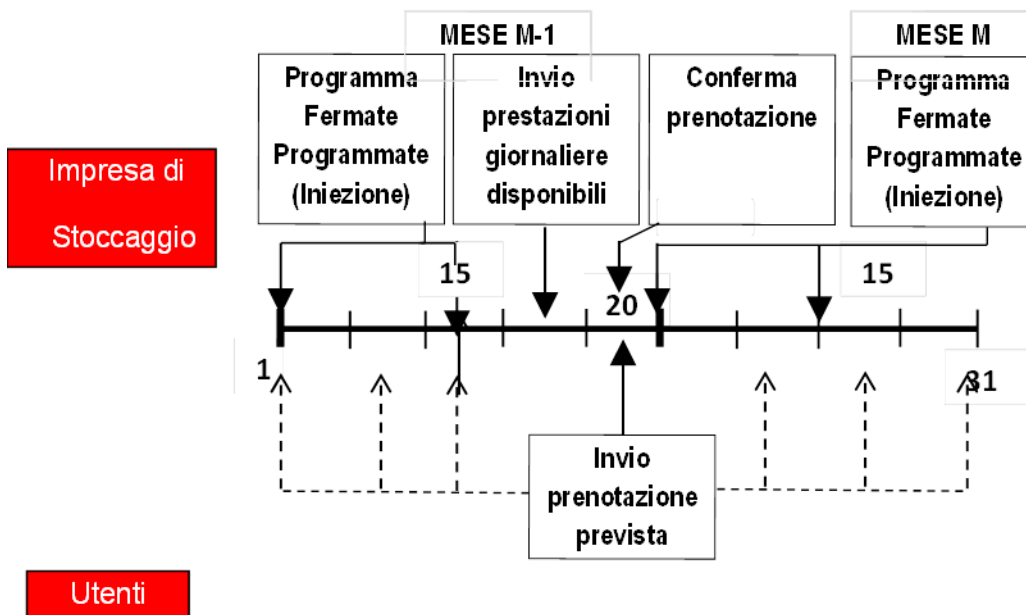 MESE M-1
MESE M
Programma
Fermate
Programmate
(Iniezione)
Invio
prestazioni
giornaliere
disponibili
Conferma
prenotazione
Programma
Fermate
Programmate
(Iniezione)
Impresa di
Stoccaggio
15
20
15
1
31
Invio
prenotazione
prevista
Utenti